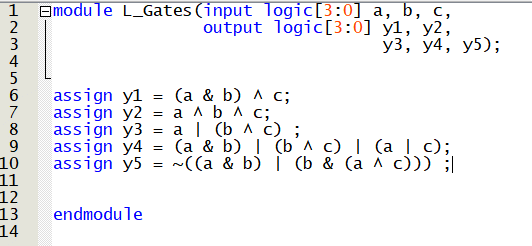 1 module L_Gates(input logic[3:0] a, b, c,
2 output logic[3:0] y1, y2,
3 y3, y4, y5);
4
5
6 assign y1 = (a & b) ^ c;
7 assign y2 = a ^ b ^ c;
8 assign y3 = a | (b ^ c) ;
9 assign y4 = (a & b) | (b ^ c) | (a | c);
10 assign y5 = ~((a & b) | (b & (a ^ c))) ;
11
12
13 endmodule
14